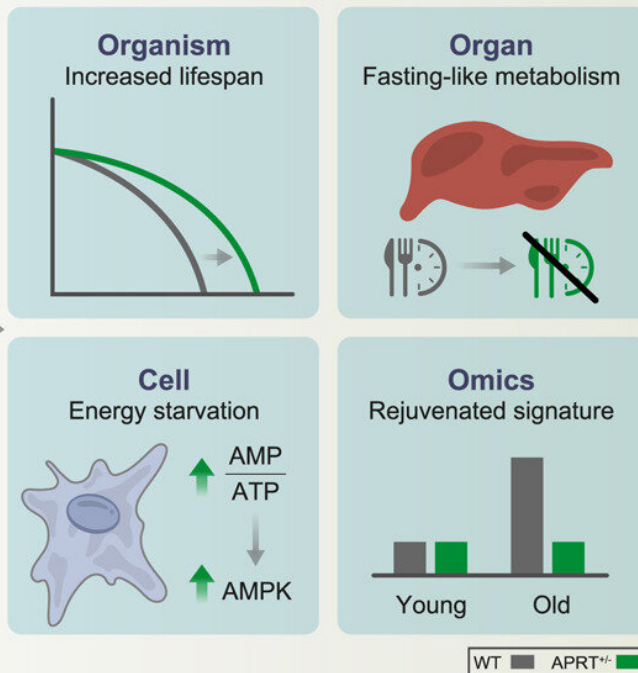 Organism
Increased lifespan
Organ
Fasting-like metabolism
Cell
Energy starvation
AMP
ATP
AMPK
Omics
Rejuvenated signature
Young Old
WT APRT+/-